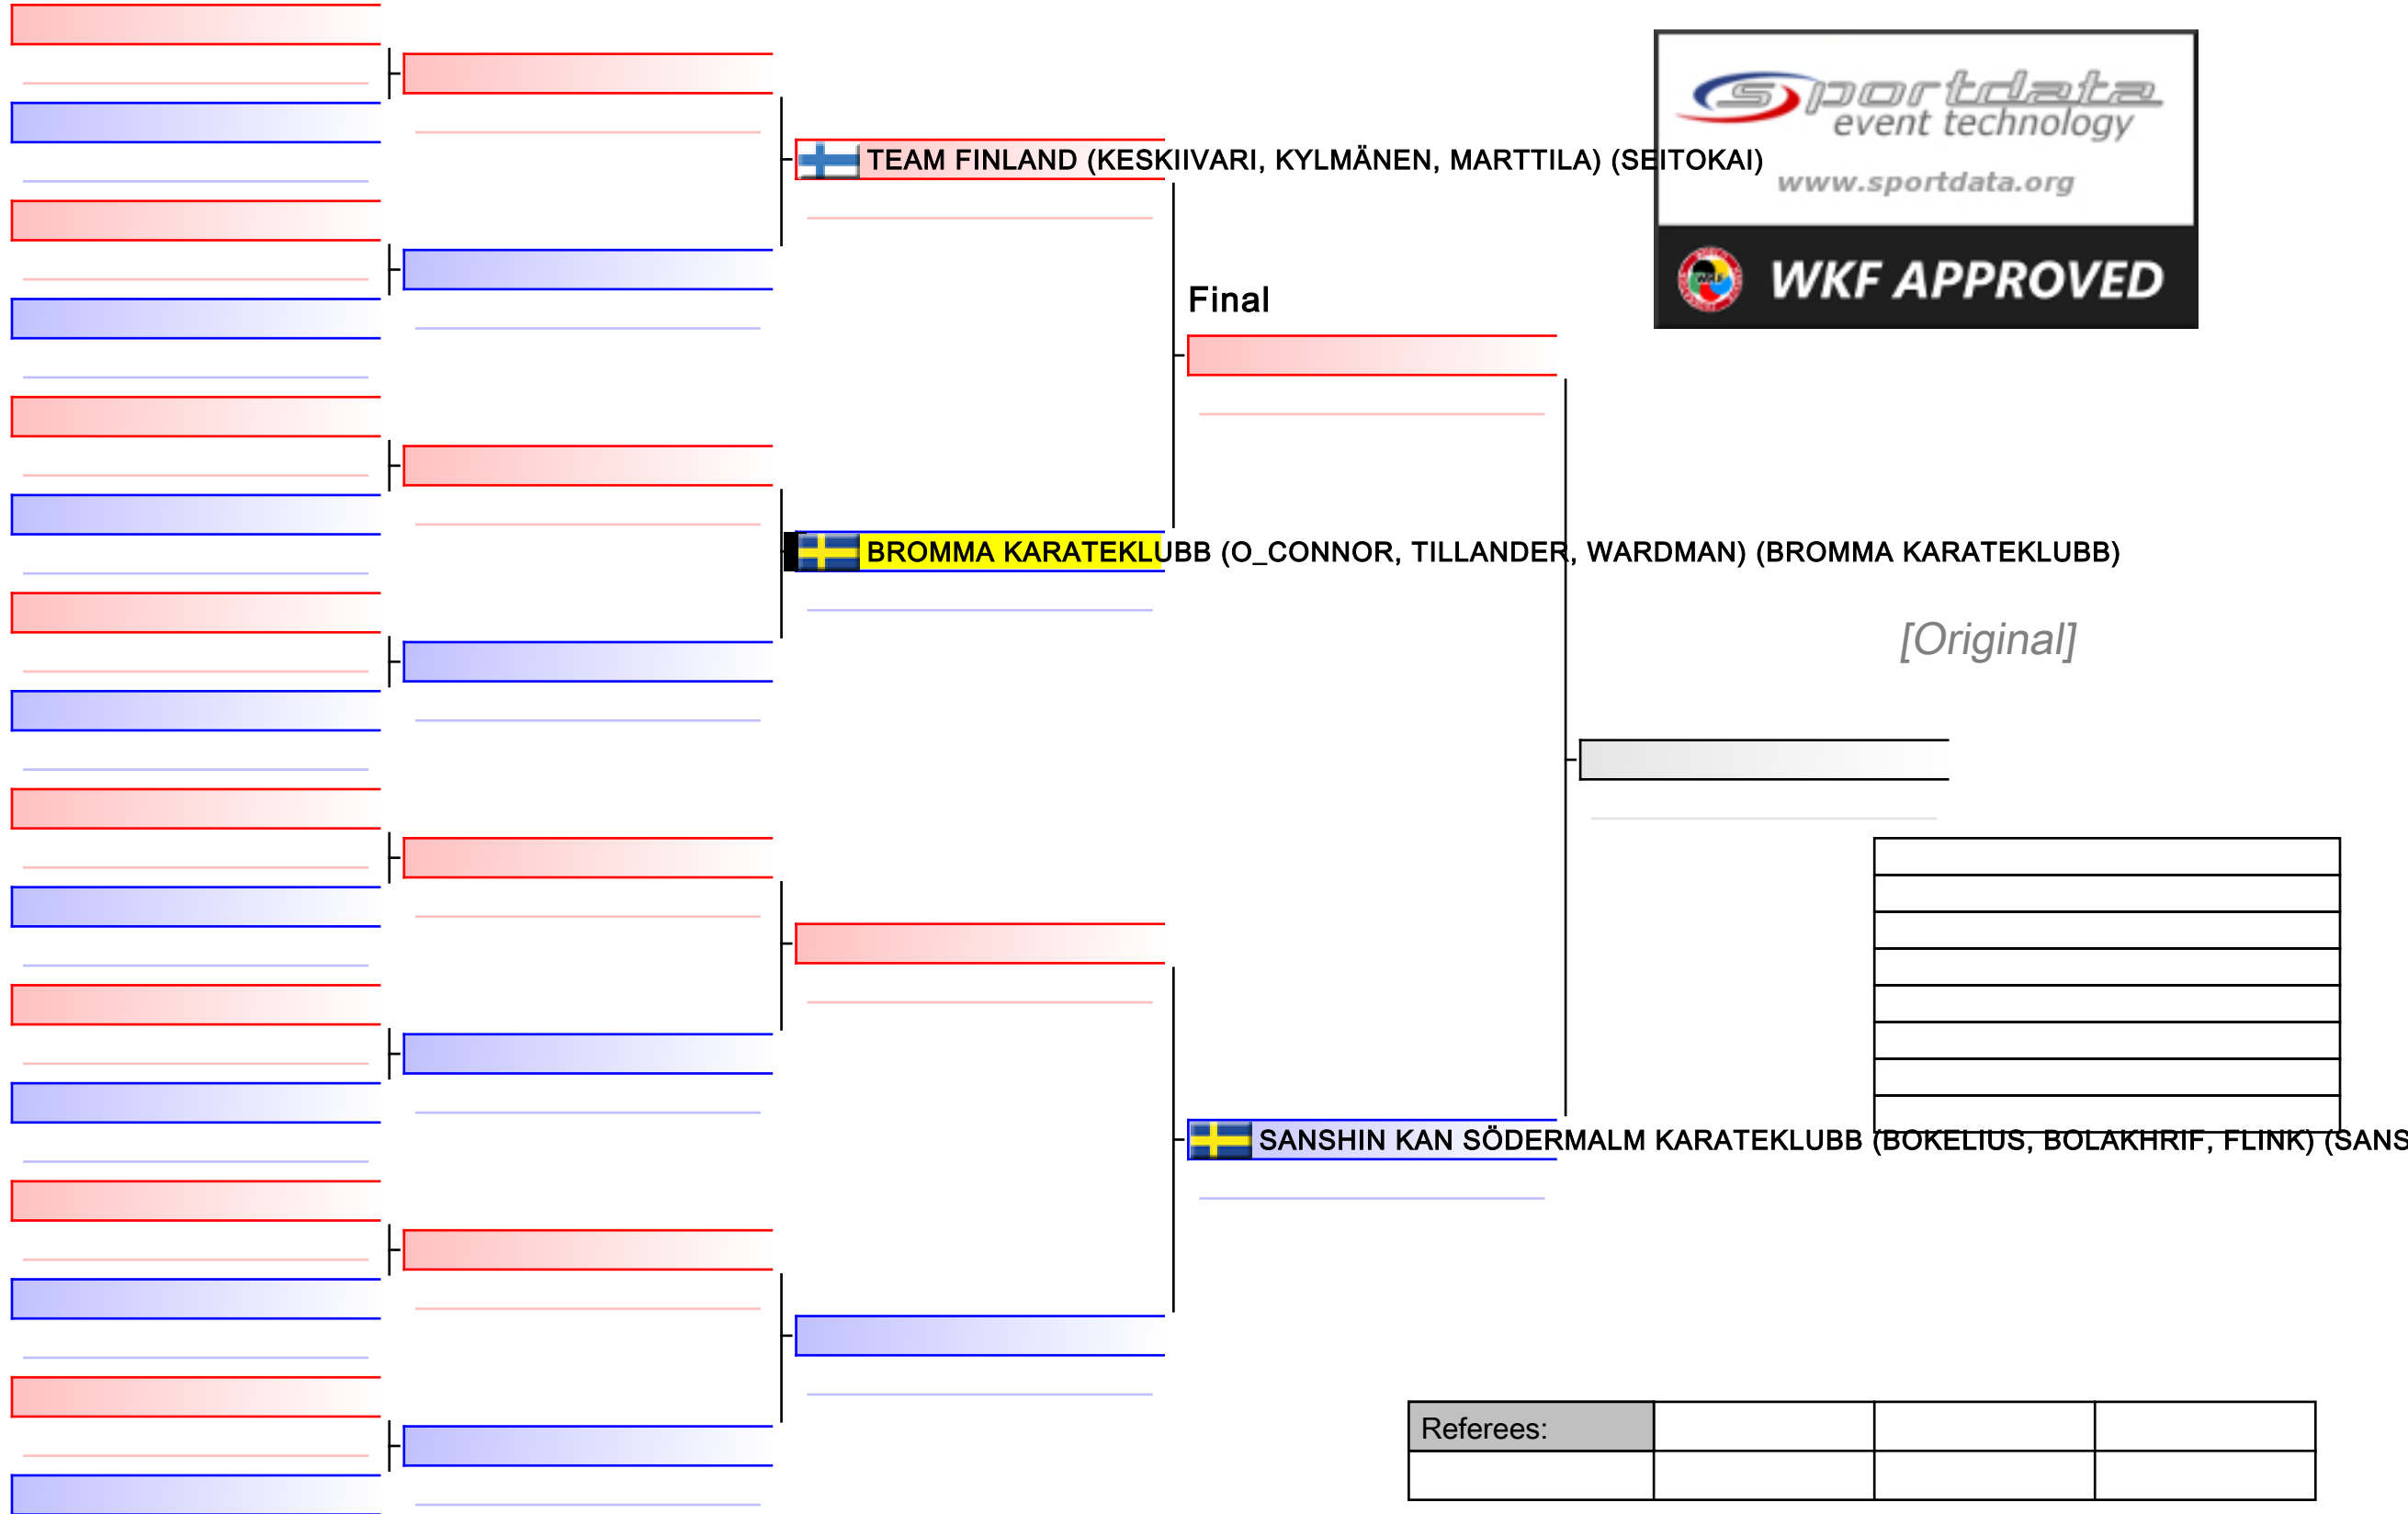 sportdata
event technology
www.sportdata.org
WKF APPROVED
TEAM FINLAND (KESKIIVARI, KYLMÄNEN, MARTTILA) (SEITOKAI)
Final
BROMMA KARATEKLUBB (O_CONNOR, TILLANDER, WARDMAN) (BROMMA KARATEKLUBB)
[Original]
SANSHIN KAN SÖDERMALM KARATEKLUBB (BOKELIUS, BOLAKHRIF, FLINK) (SANS
Referees: